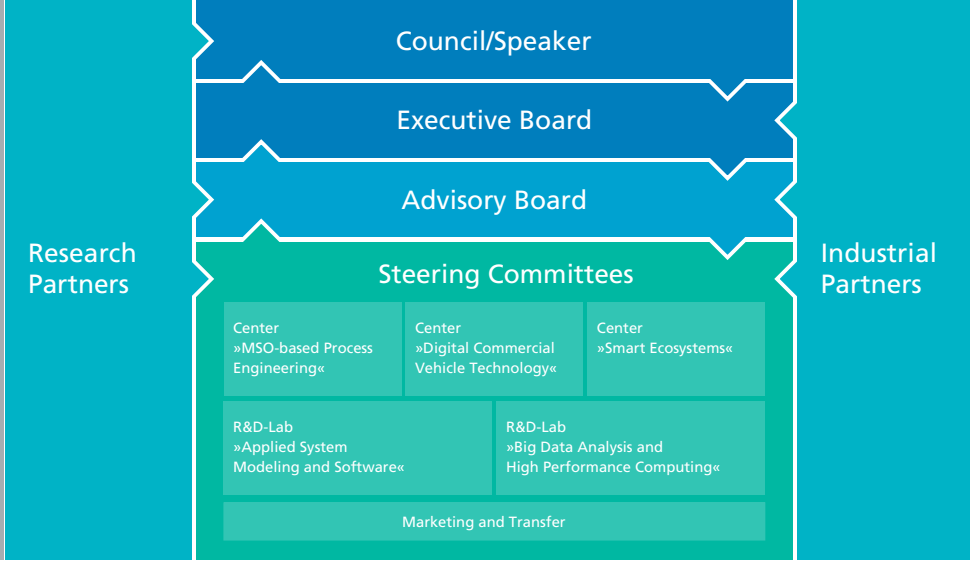 Council/Speaker
Executive Board
Advisory Board
Research
Partners
Industrial
Partners
Steering Committees
Center
»MSO-based Process
Engineering«
Center
»Digital Commercial
Vehicle Technology«
Center
»Smart Ecosystems«
R&D-Lab
»Applied System
Modeling and Software«
R&D-Lab
»Big Data Analysis and
High Performance Computing«
Marketing and Transfer